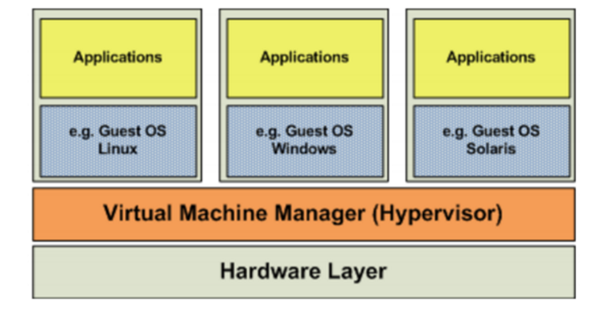 Applications
Applications
Applications
e.g. Guest OS
Linux
e.g. Guest OS
Windows
e.g. Guest OS
Solaris
Virtual Machine Manager (Hypervisor)
Hardware Layer